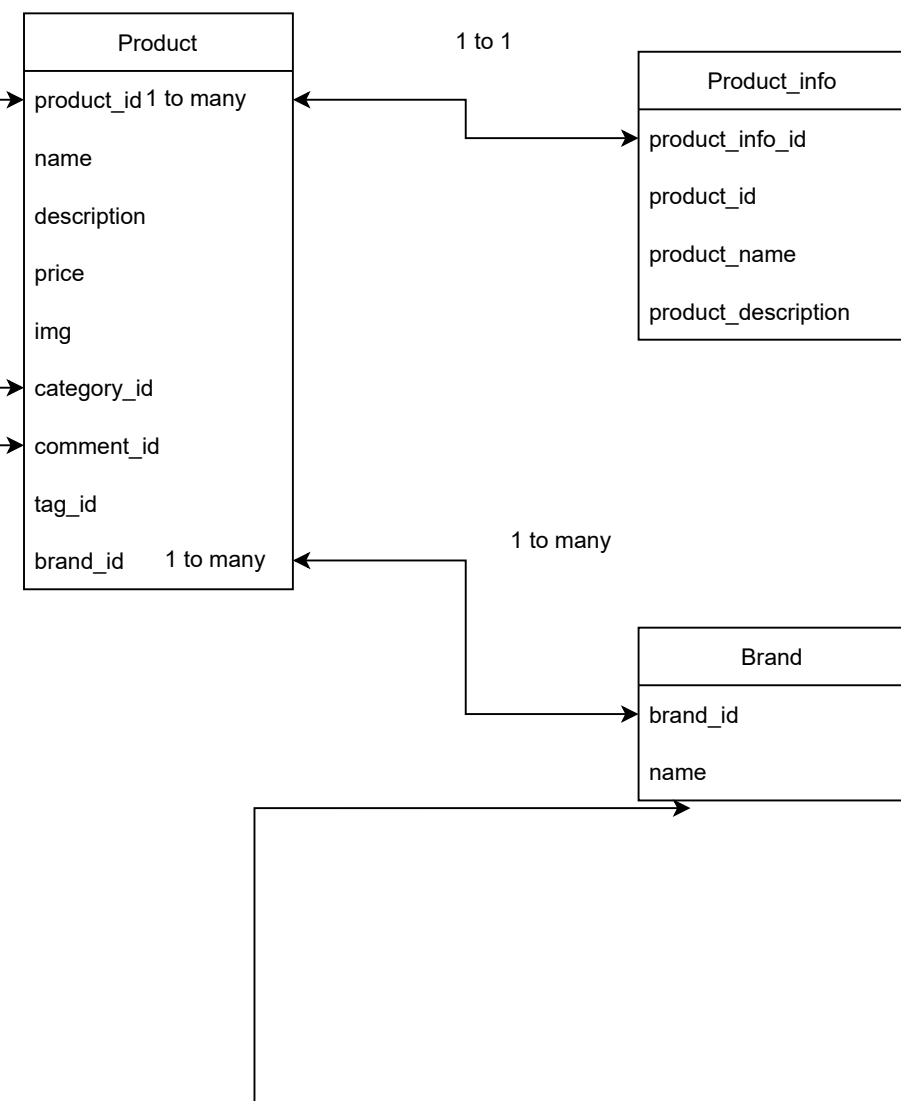 Product
product_id 1 to many
name
description
price
img
category_id
comment_id
tag_id
brand_id 1 to many
1 to 1
Product_info
product_info_id
product_id
product_name
product_description
1 to many
Brand
brand_id
name